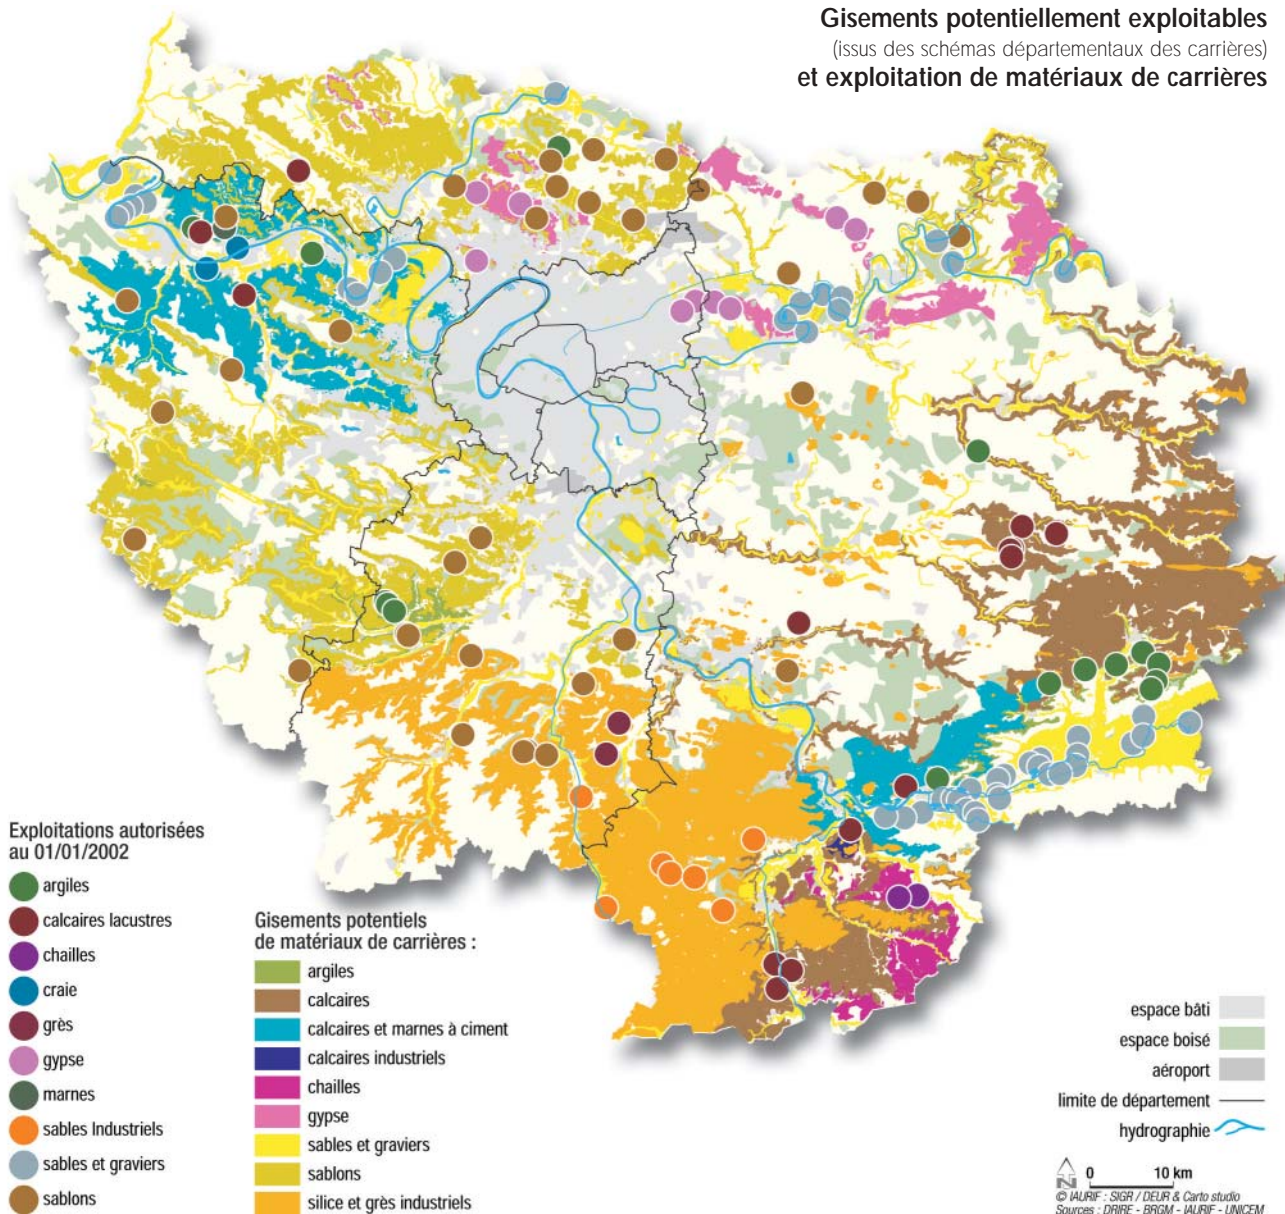 Gisements potentiellement exploitables
(issus des schémas départementaux des carrières)
et exploitation de matériaux de carrières
Exploitations autorisées
au 01/01/2002
argiles
calcaires lacustres
chailles
craie
grès
gypse
marnes
sables Industriels
sables et graviers
sablons
Gisements potentiels
de matériaux de carrières :
argiles
calcaires
calcaires et marnes à ciment
calcaires industriels
chailles
gypse
sables et graviers
sablons
silice et grès industriels
espace bâti
espace boisé
aéroport
limite de département
hydrographie
N
0 10 km
© IAURIF : SIGR / DEUR & Carto studio
Sources : DRIRE - BRGM - IAURIF - UNICEM